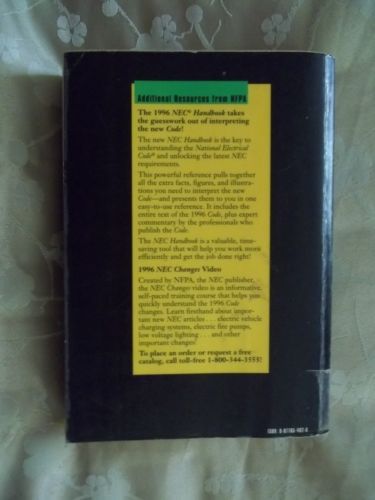 Additional Resources from NFPA
The 1996 NEC® Handbook takes
the guesswork out of interpreting
the new Code!
The new NEC Handbook is the key to
understanding the National Electrical
Code® and unlocking the latest NEC
requirements.
This powerful reference pulls together
all the extra facts, figures, and illustra-
tions you need to interpret the new
Code—and presents them to you in one
easy-to-use reference. It includes the
entire text of the 1996 Code, plus expert
commentary by the professionals who
publish the Code.
The NEC Handbook is a valuable, time-
saving tool that will help you work more
efficiently and get the job done right!
1996 NEC Changes Video
Created by NFPA, the NEC publisher,
the NEC Changes video is an informative,
self-paced training course that helps you
quickly understand the 1996 Code
changes. Learn firsthand about impor-
tant new NEC articles . . . electric vehicle
charging systems, electric fire pumps,
low voltage lighting . . . and other
important changes!
To place an order or request a free
catalog, call toll-free 1-800-344-3555!
ISBN: 0-87765-402-8